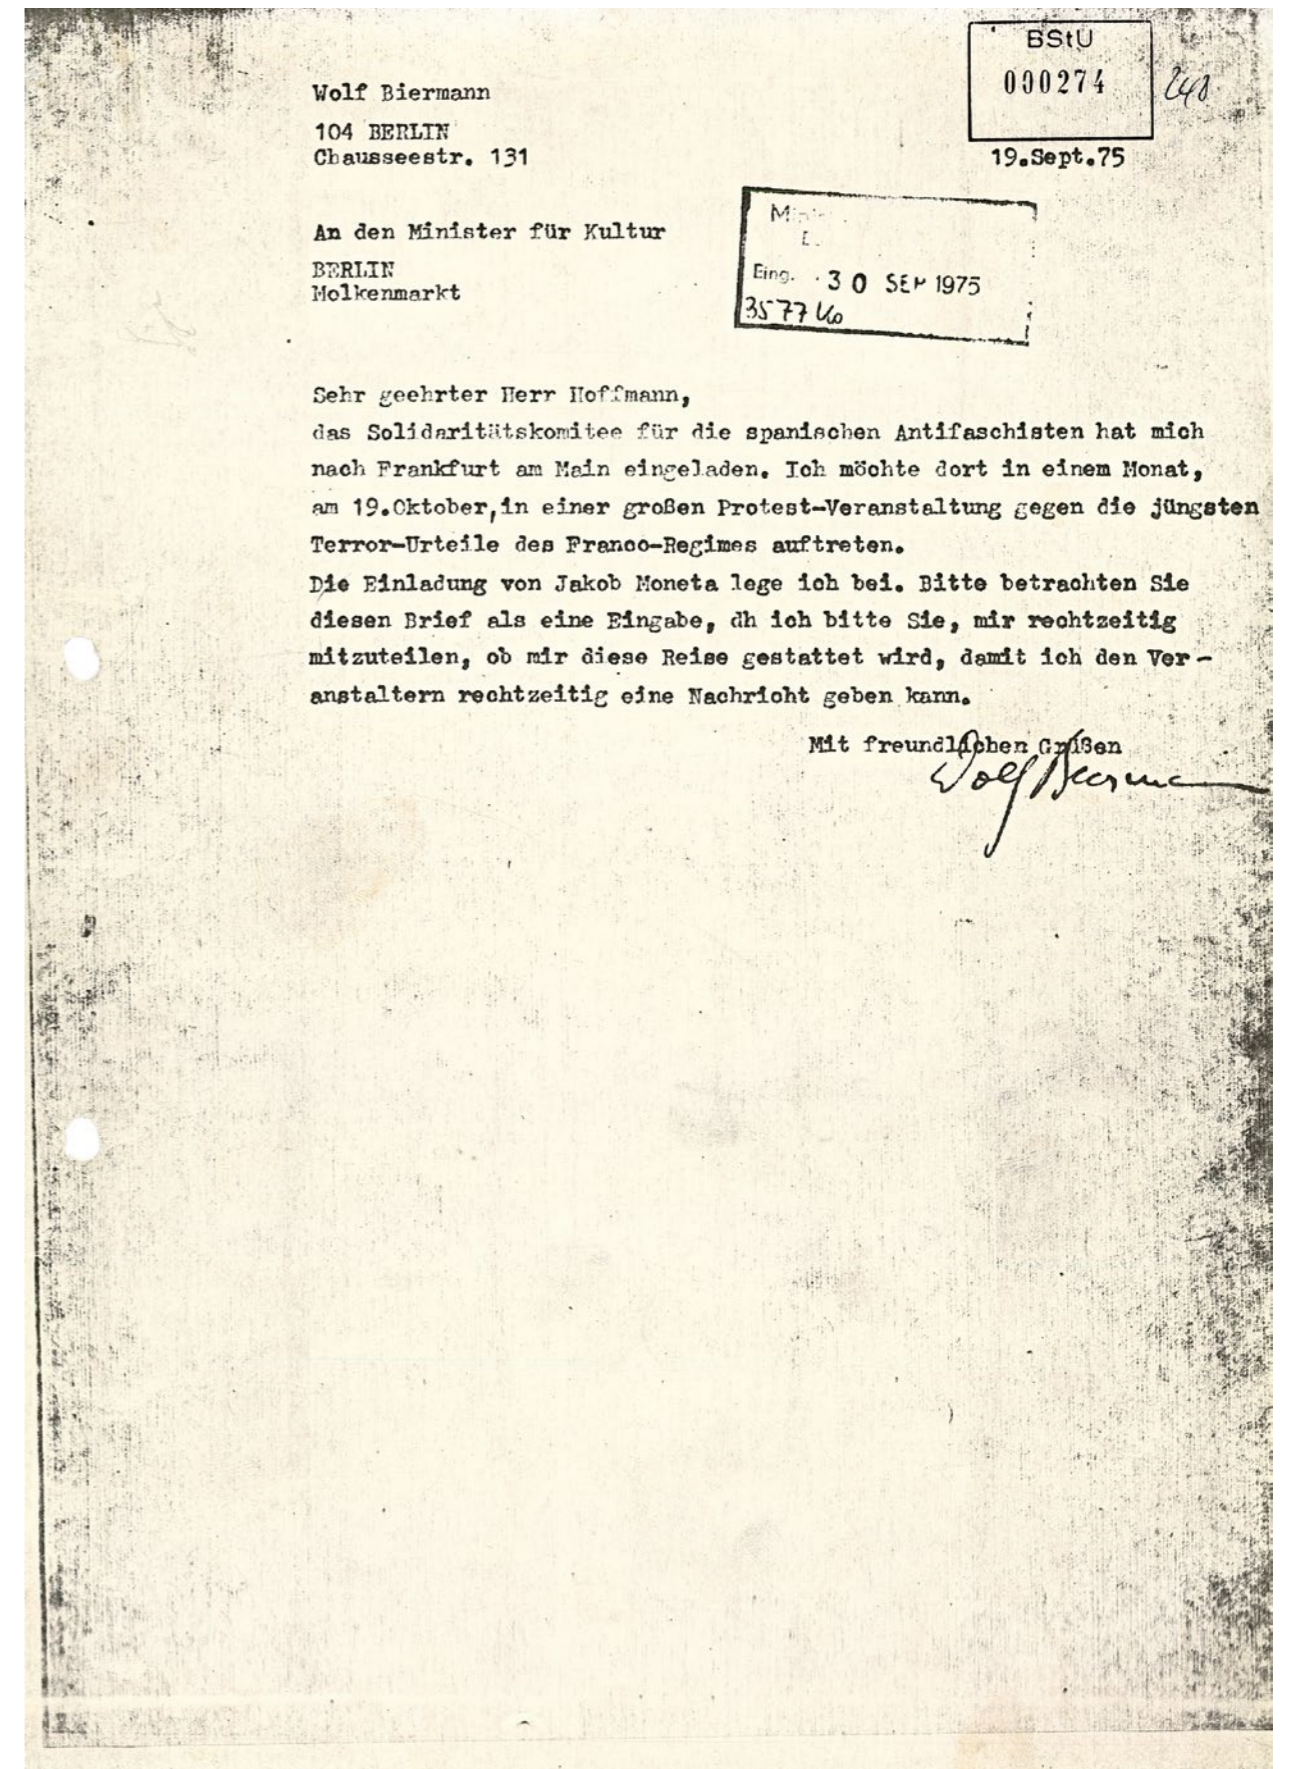 BStU
000274
248
Wolf Biermann
104 BERLIN
Chausseestr. 131
19.Sept.75
An den Minister für Kultur
BERLIN
Molkenmarkt
Eing. 30 SEP 1975
3577
Sehr geehrter Herr Hoffmann,
das Solidaritätskomitee für die spanischen Antifaschisten hat mich
nach Frankfurt am Main eingeladen. Ich möchte dort in einem Monat,
am 19.Oktober,in einer großen Protest-Veranstaltung gegen die jüngsten
Terror-Urteile des Franco-Regimes auftreten.
Die Einladung von Jakob Moneta lege ich bei. Bitte betrachten Sie
diesen Brief als eine Eingabe, dh ich bitte Sie, mir rechtzeitig
mitzuteilen, ob mir diese Reise gestattet wird, damit ich den Ver-
anstaltern rechtzeitig eine Nachricht geben kann.
Mit freundlichen Grüßen
Wolf Biermann